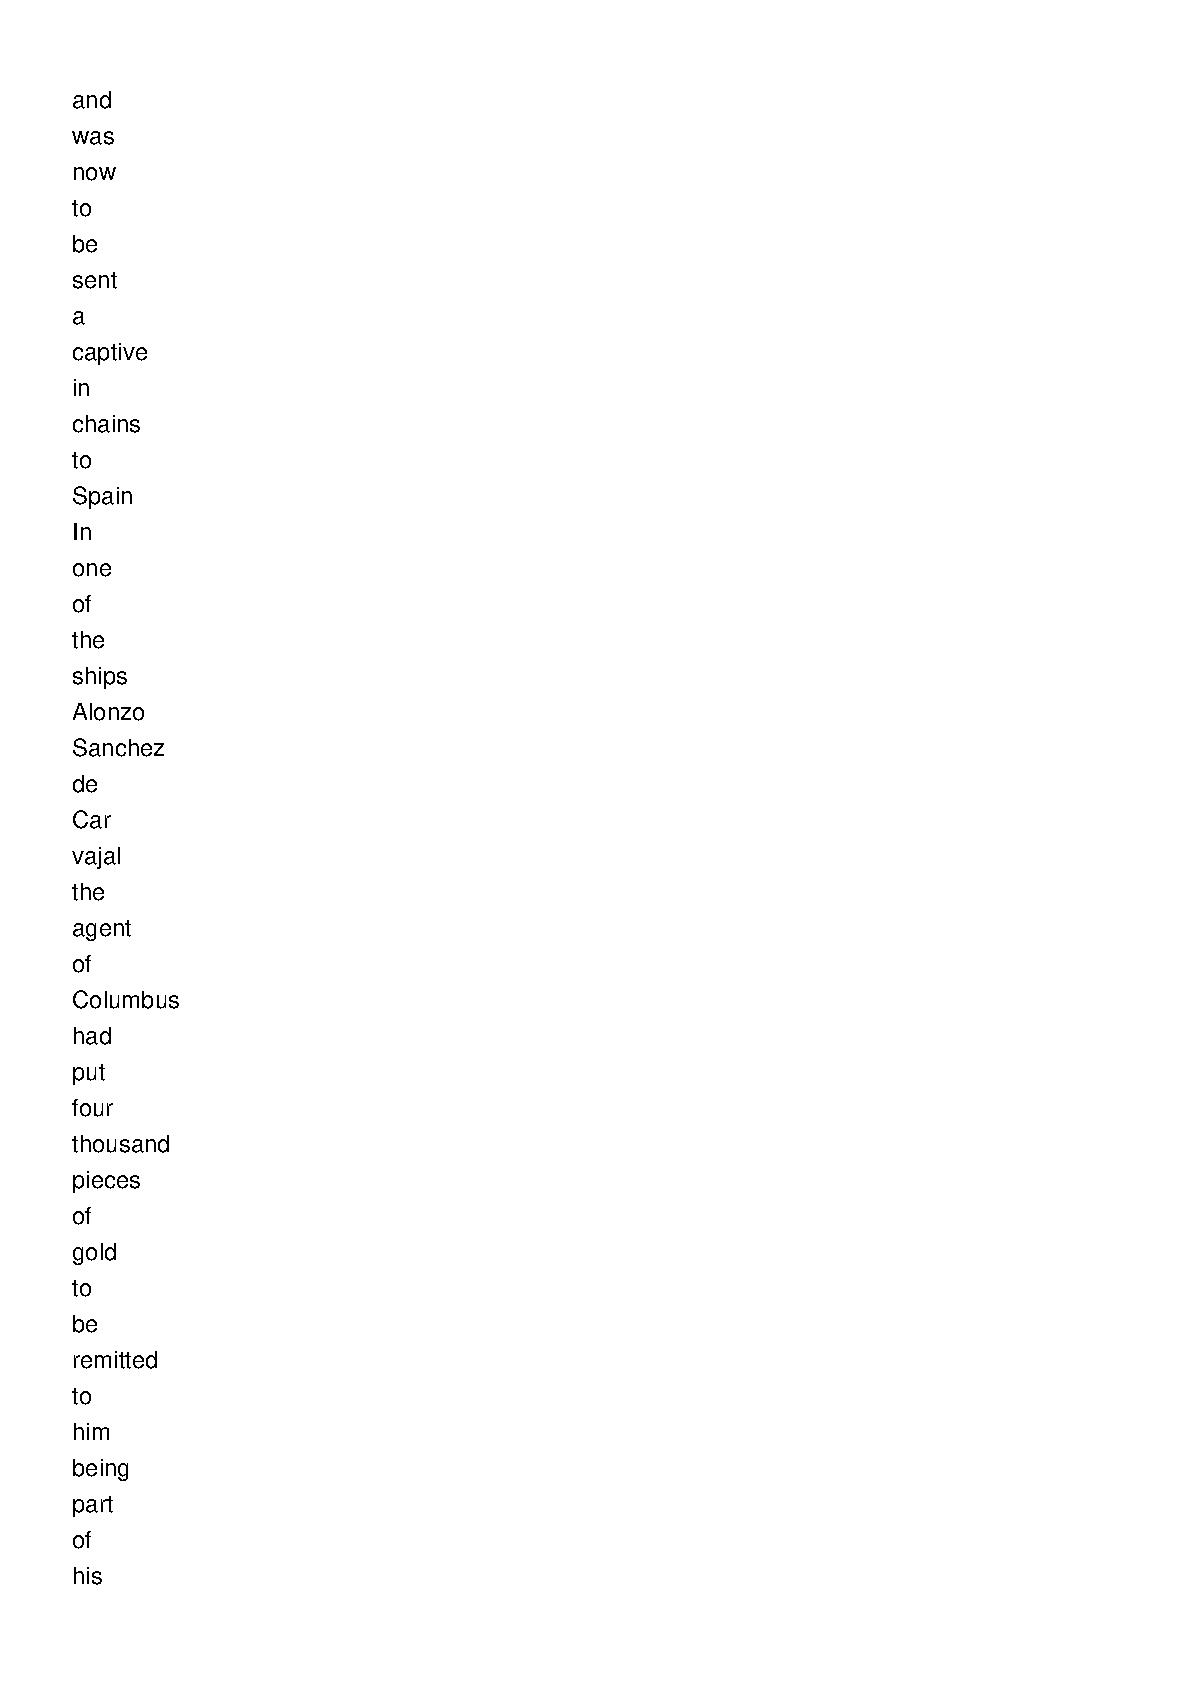 and
was
now
to
be
sent
a
captive
in
chains
to
Spain
In
one
of
the
ships
Alonzo
Sanchez
de
Car
vajal
the
agent
of
Columbus
had
put
four
thousand
pieces
of
gold
to
be
remitted
to
him
being
part
of
his